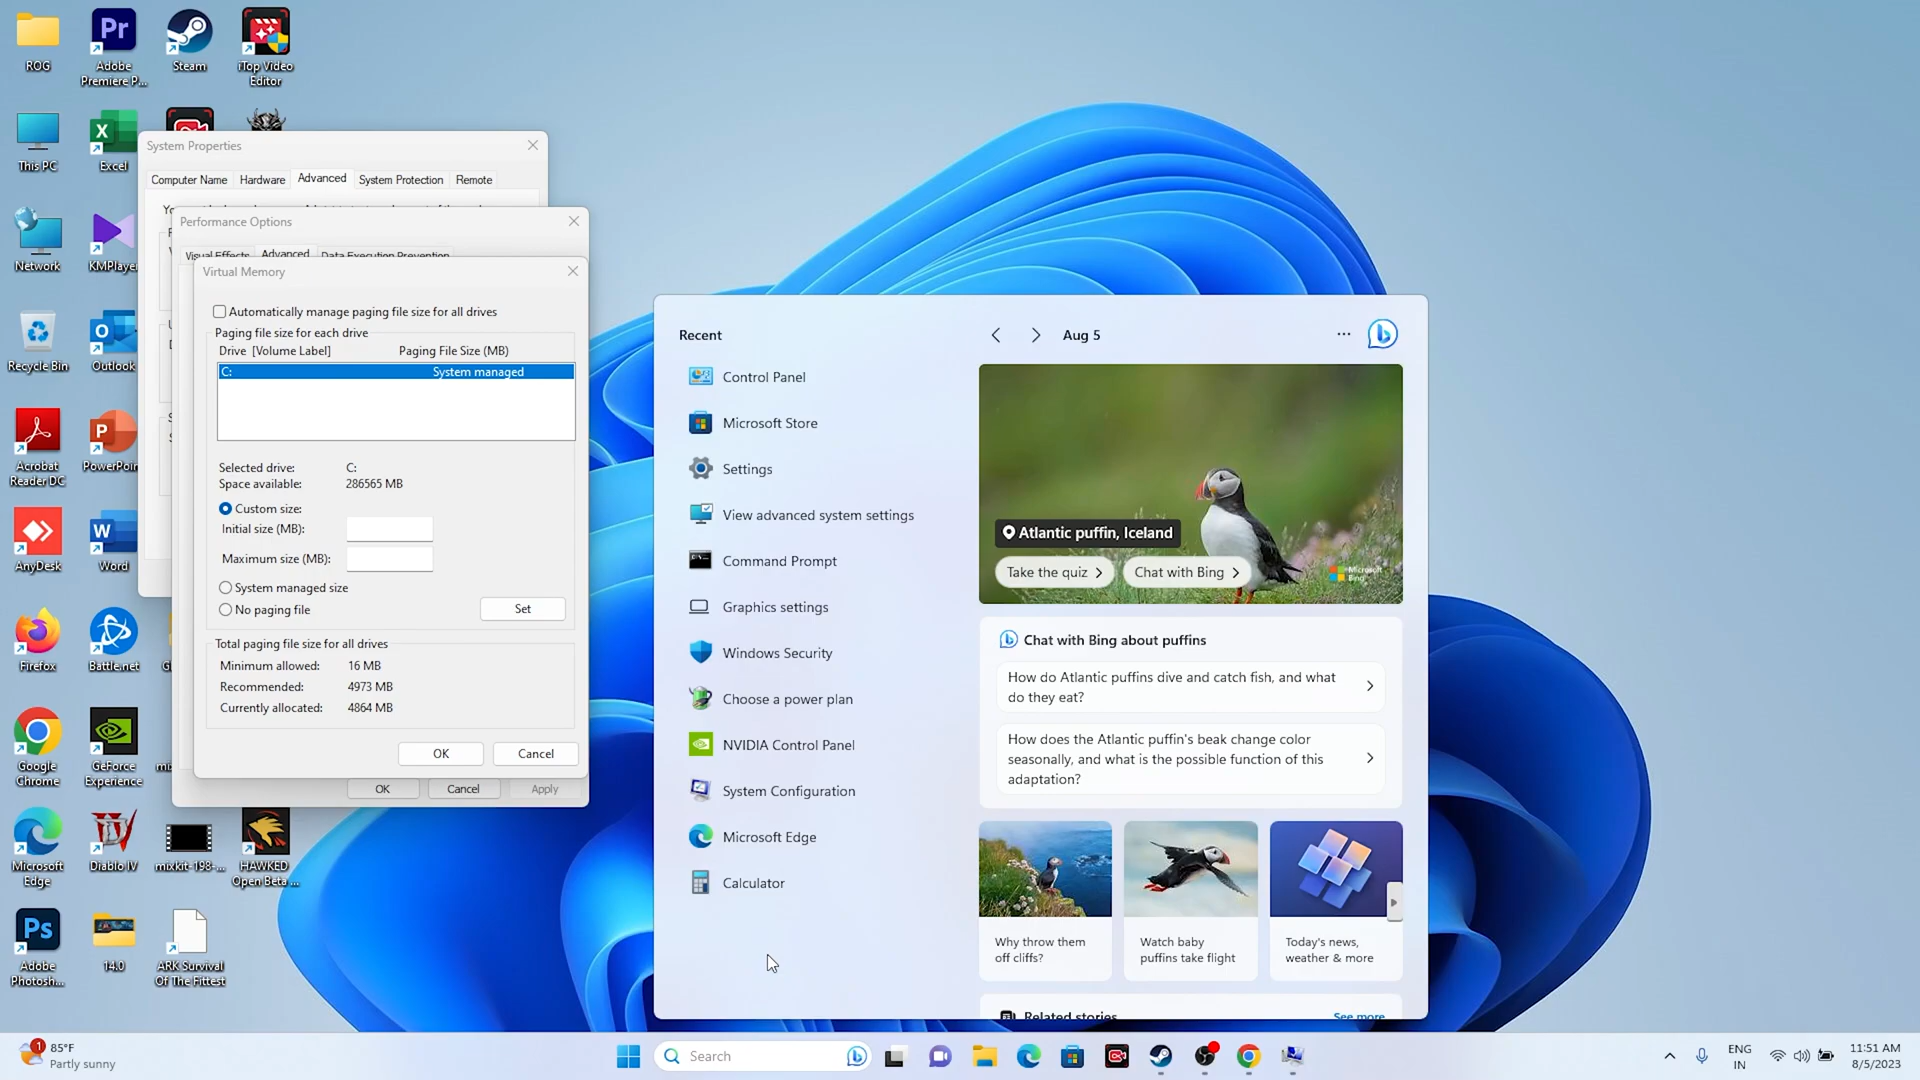 ROG
Adobe
Premiere P...
Steam
iTop Video
Editor
This PC
Excel
Network
KMPlayer
Recycle Bin
Outlook
Acrobat
Reader DC
PowerPoin
AnyDesk
Word
Firefox
Battle.net
Google
Chrome
GeForce
Experience
Microsoft
Edge
Diablo IV
mixkit-198-...
HAWKED
Open Beta ...
Adobe
Photosh...
14.0
ARK Survival
Of The Fittest
System Properties
Computer Name
Hardware
Advanced
System Protection
Remote
Performance Options
Visual Effects
Advanced
Data Execution Prevention
Virtual Memory
Automatically manage paging file size for all drives
Paging file size for each drive
Drive [Volume Label]
Paging File Size (MB)
C:
System managed
Selected drive:
C:
Space available:
286565 MB
Custom size:
Initial size (MB):
Maximum size (MB):
System managed size
No paging file
Set
Total paging file size for all drives
Minimum allowed:
16 MB
Recommended:
4973 MB
Currently allocated:
4864 MB
OK
Cancel
OK
Cancel
Apply
Recent
Control Panel
Microsoft Store
Settings
View advanced system settings
Command Prompt
Graphics settings
Windows Security
Choose a power plan
NVIDIA Control Panel
System Configuration
Microsoft Edge
Calculator
Aug 5
Atlantic puffin, Iceland
Take the quiz
Chat with Bing
Microsoft
Bing
Chat with Bing about puffins
How do Atlantic puffins dive and catch fish, and what
do they eat?
How does the Atlantic puffin's beak change color
seasonally, and what is the possible function of this
adaptation?
Why throw them
off cliffs?
Watch baby
puffins take flight
Today's news,
weather & more
Related stories
See more
1
85°F
Partly sunny
Search
ENG
IN
11:51 AM
8/5/2023